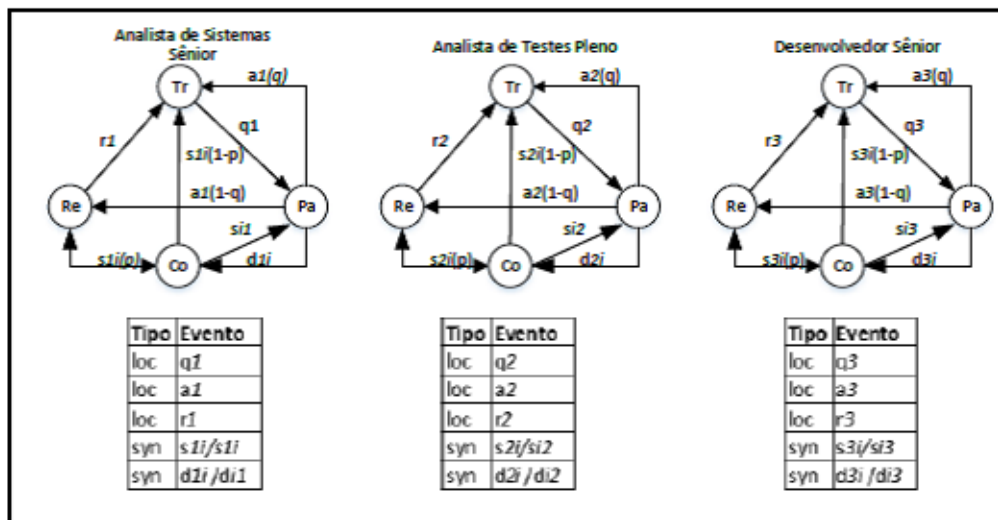 Analista de Sistemas
Sênior
Tr
a1(q)
r1
q1
s1i(1-p)
a1(1-q)
Re
Pa
si1
s1i(p)
Co
d1i
Tipo Evento
loc q1
loc a1
loc r1
syn s1i/s1i
syn d1i /di1
Analista de Testes Pleno
Tr
a2(q)
r2
q2
s2i(1-p)
a2(1-q)
Re
Pa
si2
s2i(p)
Co
d2i
Tipo Evento
loc q2
loc a2
loc r2
syn s2i/si2
syn d2i /di2
Desenvolvedor Sênior
Tr
a3(q)
r3
q3
s3i(1-p)
a3(1-q)
Re
Pa
si3
s3i(p)
Co
d3i
Tipo Evento
loc q3
loc a3
loc r3
syn s3i/si3
syn d3i /di3